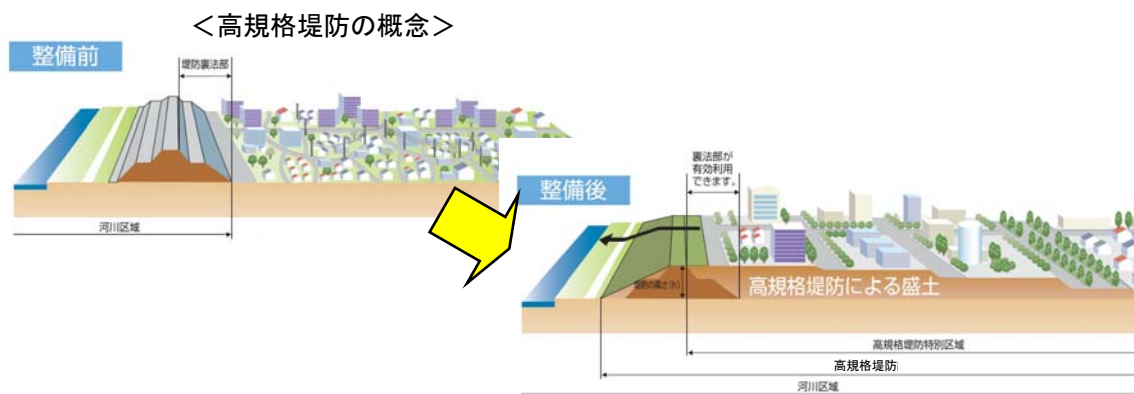 ＜高規格堤防の概念＞
整備前
堤防裏法部
河川区域
整備後
裏法部が
有効利用
できます。
堤防の高さ(h)
高規格堤防による盛土
高規格堤防特別区域
高規格堤防
河川区域